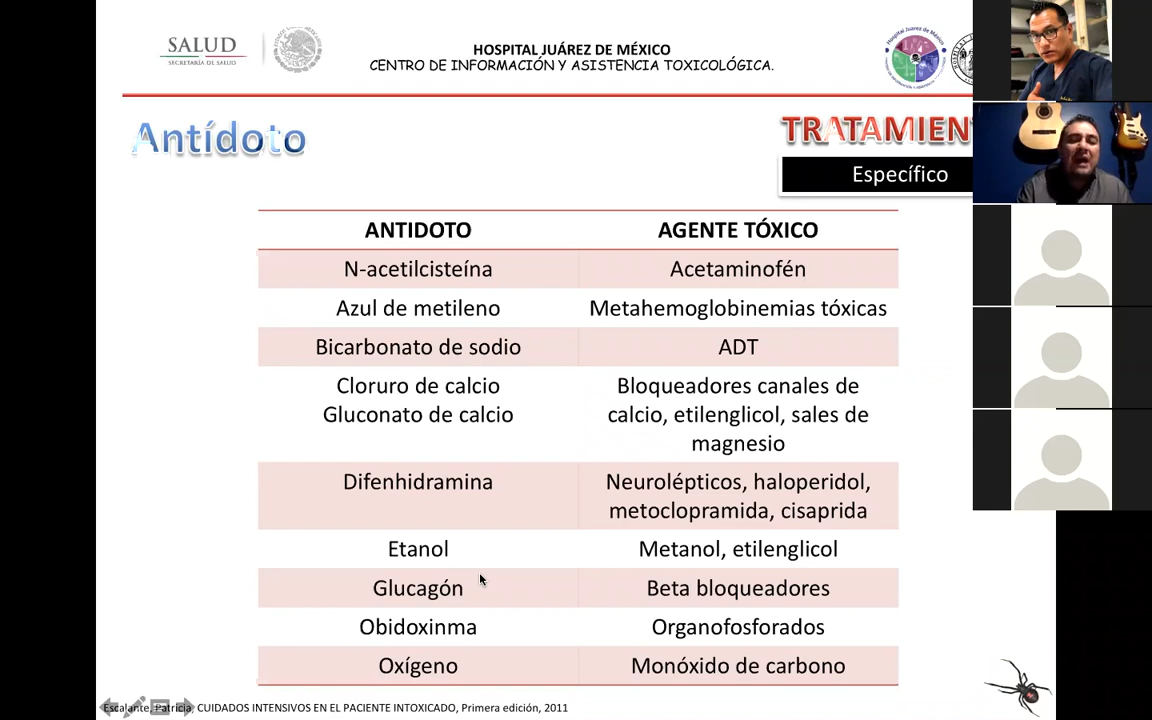 SALUD
SECRETARÍA DE SALUD
HOSPITAL JUÁREZ DE MÉXICO
CENTRO DE INFORMACIÓN Y ASISTENCIA TOXICOLÓGICA.
Antídoto
TRATAMIEN
Específico
ANTIDOTO AGENTE TÓXICO
N-acetilcisteína Acetaminofén
Azul de metileno Metahemoglobinemias tóxicas
Bicarbonato de sodio ADT
Cloruro de calcio Bloqueadores canales de
Gluconato de calcio calcio, etilenglicol, sales de
magnesio
Difenhidramina Neurolépticos, haloperidol,
metoclopramida, cisaprida
Etanol Metanol, etilenglicol
Glucagón Beta bloqueadores
Obidoxinma Organofosforados
Oxígeno Monóxido de carbono
Escalante, Patricia, CUIDADOS INTENSIVOS EN EL PACIENTE INTOXICADO, Primera edición, 2011